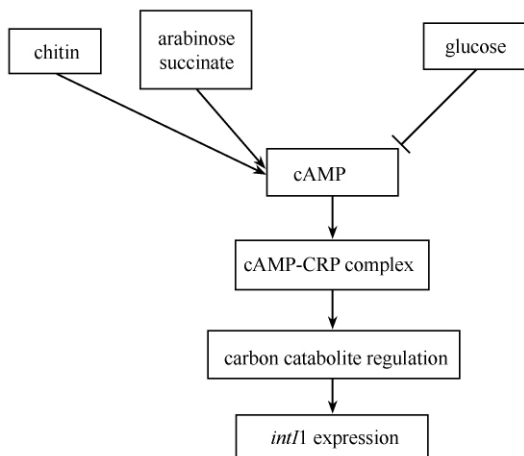 chitin
arabinose
succinate
glucose
cAMP
cAMP-CRP complex
carbon catabolite regulation
intI1 expression